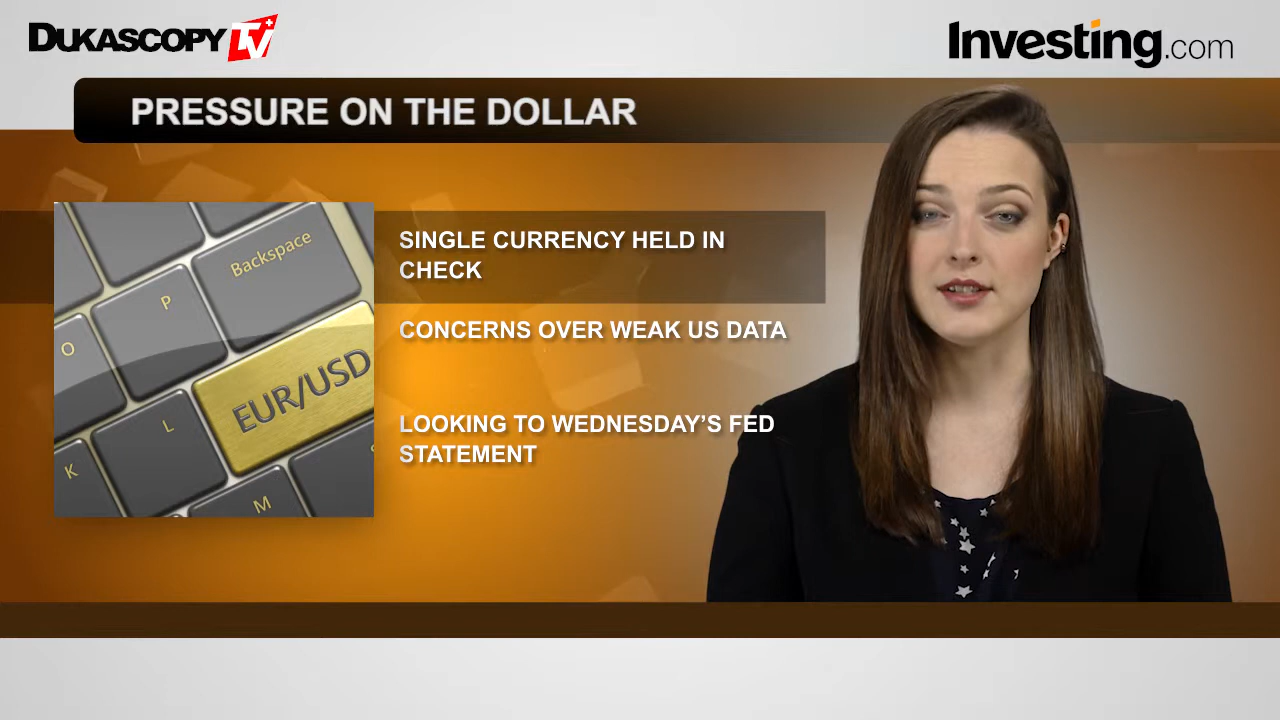 DUKASCOPY TV
Investing.com
PRESSURE ON THE DOLLAR
SINGLE CURRENCY HELD IN
CHECK
CONCERNS OVER WEAK US DATA
LOOKING TO WEDNESDAY’S FED
STATEMENT
Backspace
P
O
EUR/USD
L
K
M